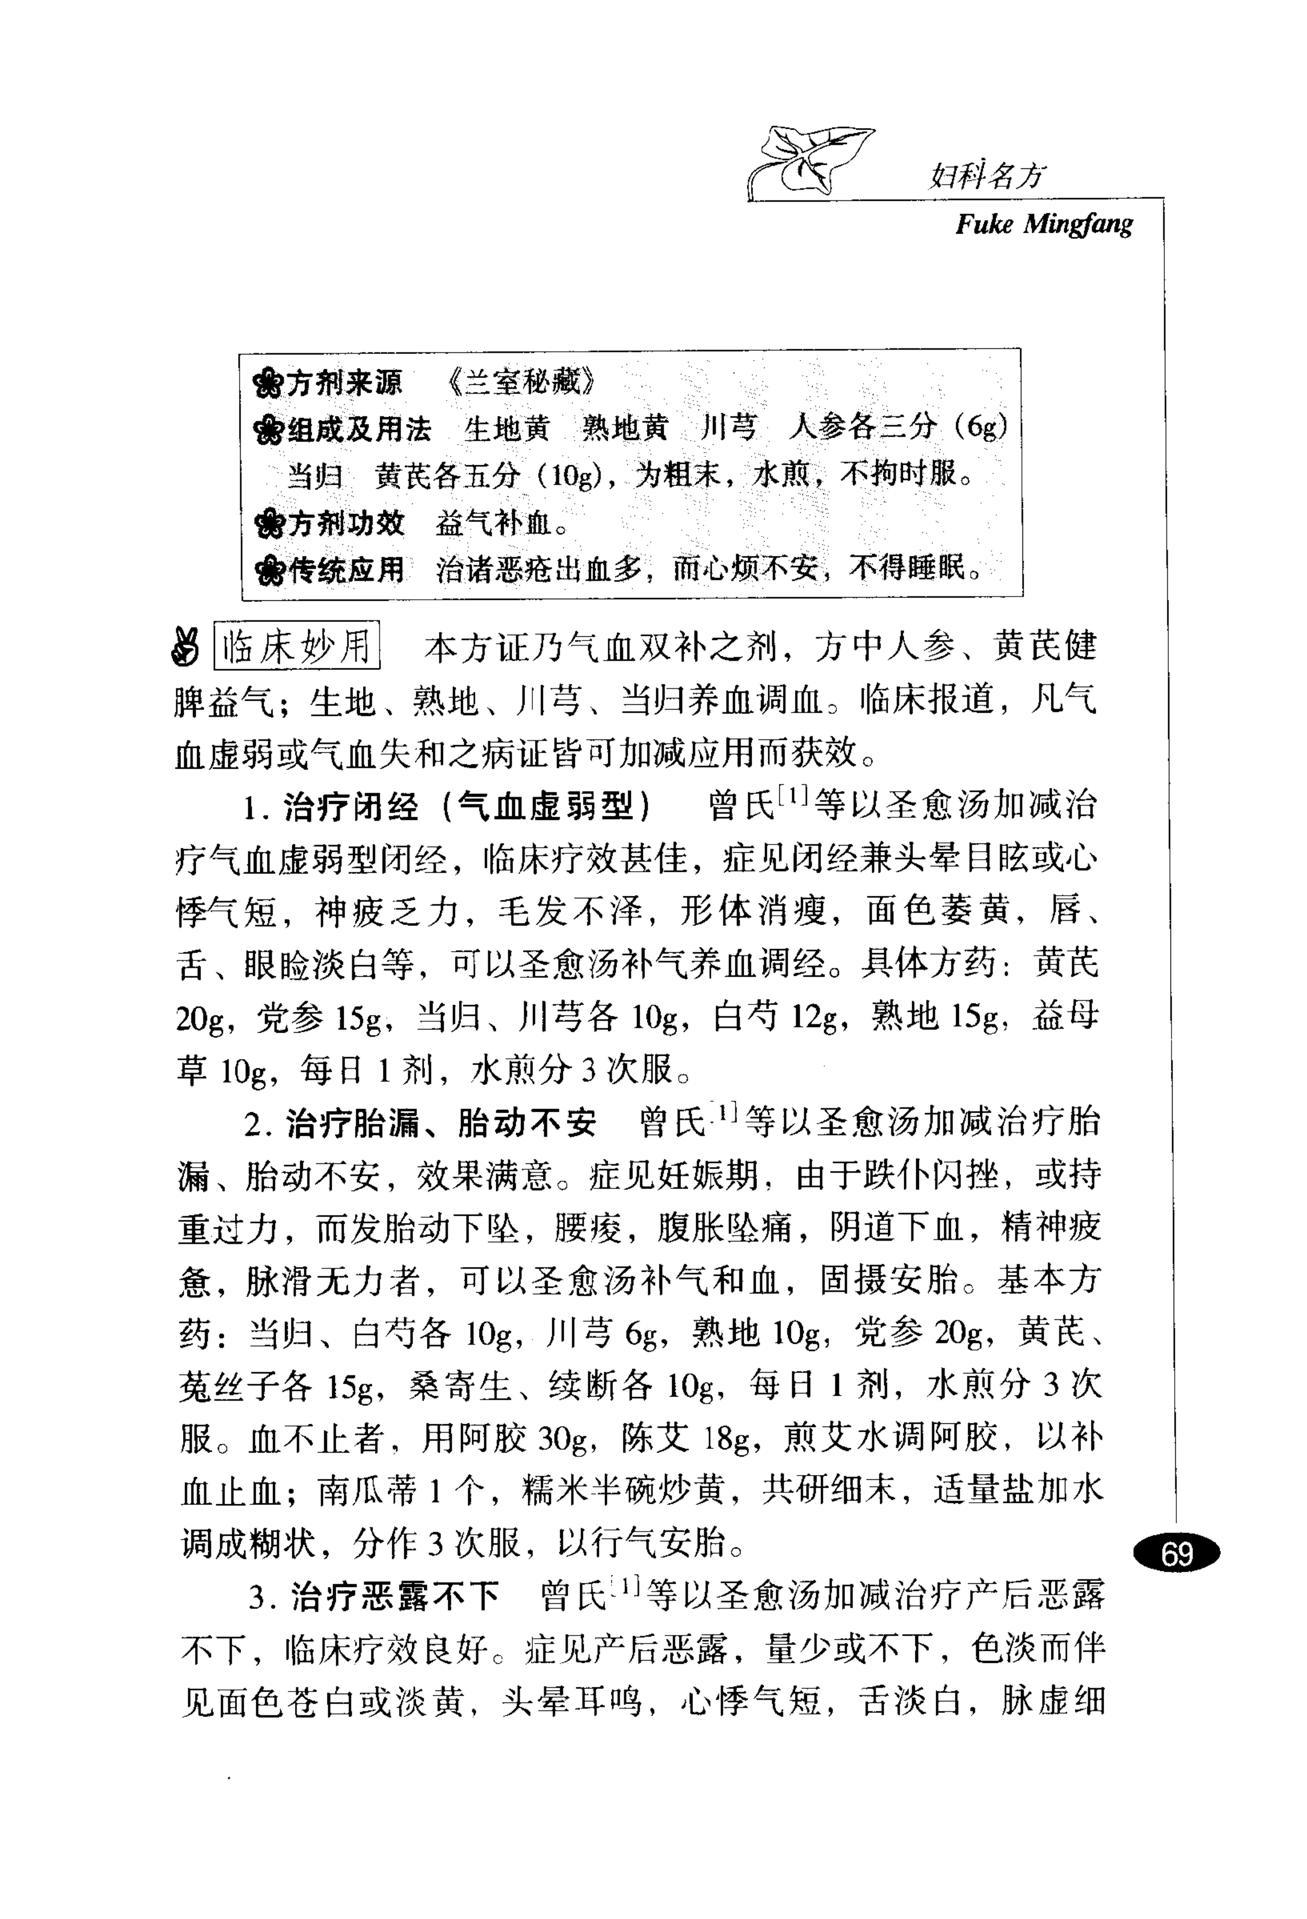 妇科名方
Fuke Mingfang
方剂来源 《兰室秘藏》
组成及用法 生地黄 熟地黄 川芎 人参各三分（6g）
当归 黄芪各五分（10g），为粗末，水煎，不拘时服。
方剂功效 益气补血。
传统应用 治诸恶疮出血多，而心烦不安，不得睡眠。
临床妙用 本方证乃气血双补之剂，方中人参、黄芪健
脾益气；生地、熟地、川芎、当归养血调血。临床报道，凡气
血虚弱或气血失和之病证皆可加减应用而获效。
1. 治疗闭经（气血虚弱型） 曾氏[1]等以圣愈汤加减治
疗气血虚弱型闭经，临床疗效甚佳，症见闭经兼头晕目眩或心
悸气短，神疲乏力，毛发不泽，形体消瘦，面色萎黄，唇、
舌、眼睑淡白等，可以圣愈汤补气养血调经。具体方药：黄芪
20g，党参 15g，当归、川芎各 10g，白芍 12g，熟地 15g，益母
草 10g，每日 1 剂，水煎分 3 次服。
2. 治疗胎漏、胎动不安 曾氏[1]等以圣愈汤加减治疗胎
漏、胎动不安，效果满意。症见妊娠期，由于跌仆闪挫，或持
重过力，而发胎动下坠，腰痠，腹胀坠痛，阴道下血，精神疲
惫，脉滑无力者，可以圣愈汤补气和血，固摄安胎。基本方
药：当归、白芍各 10g，川芎 6g，熟地 10g，党参 20g，黄芪、
菟丝子各 15g，桑寄生、续断各 10g，每日 1 剂，水煎分 3 次
服。血不止者，用阿胶 30g，陈艾 18g，煎艾水调阿胶，以补
血止血；南瓜蒂 1 个，糯米半碗炒黄，共研细末，适量盐加水
调成糊状，分作 3 次服，以行气安胎。
69
3. 治疗恶露不下 曾氏[1]等以圣愈汤加减治疗产后恶露
不下，临床疗效良好。症见产后恶露，量少或不下，色淡而伴
见面色苍白或淡黄，头晕耳鸣，心悸气短，舌淡白，脉虚细